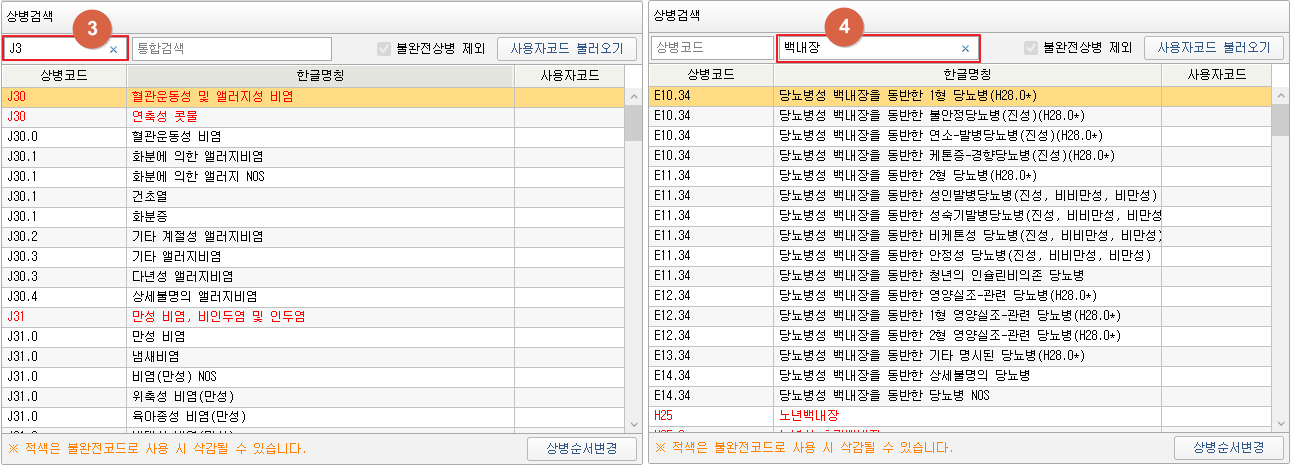 상병검색
3
J3 ×
통합검색
불완전상병 제외
사용자코드 불러오기
상병코드 한글명칭 사용자코드
J30 혈관운동성 및 앨러지성 비염
J30 연축성 콧물
J30.0 혈관운동성 비염
J30.1 화분에 의한 앨러지비염
J30.1 화분에 의한 앨러지 NOS
J30.1 건초열
J30.1 화분증
J30.2 기타 계절성 앨러지비염
J30.3 기타 앨러지비염
J30.3 다년성 앨러지비염
J30.4 상세불명의 앨러지비염
J31 만성 비염, 비인두염 및 인두염
J31.0 만성 비염
J31.0 냄새비염
J31.0 비염(만성) NOS
J31.0 위축성 비염(만성)
J31.0 육아종성 비염(만성)
※ 적색은 불완전코드로 사용 시 삭감될 수 있습니다.
상병순서변경
상병검색
4
상병코드
백내장 ×
불완전상병 제외
사용자코드 불러오기
상병코드 한글명칭 사용자코드
E10.34 당뇨병성 백내장을 동반한 1형 당뇨병(H28.0*)
E10.34 당뇨병성 백내장을 동반한 불안정당뇨병(진성)(H28.0*)
E10.34 당뇨병성 백내장을 동반한 연소-발병당뇨병(진성)(H28.0*)
E10.34 당뇨병성 백내장을 동반한 케톤증-경향당뇨병(진성)(H28.0*)
E11.34 당뇨병성 백내장을 동반한 2형 당뇨병(H28.0*)
E11.34 당뇨병성 백내장을 동반한 성인발병당뇨병(진성, 비비만성, 비만성)
E11.34 당뇨병성 백내장을 동반한 성숙기발병당뇨병(진성, 비비만성, 비만성
E11.34 당뇨병성 백내장을 동반한 비케톤성 당뇨병(진성, 비비만성, 비만성)
E11.34 당뇨병성 백내장을 동반한 안정성 당뇨병(진성, 비비만성, 비만성)
E11.34 당뇨병성 백내장을 동반한 청년의 인슐린비의존 당뇨병
E12.34 당뇨병성 백내장을 동반한 영양실조-관련 당뇨병(H28.0*)
E12.34 당뇨병성 백내장을 동반한 1형 영양실조-관련 당뇨병(H28.0*)
E12.34 당뇨병성 백내장을 동반한 2형 영양실조-관련 당뇨병(H28.0*)
E13.34 당뇨병성 백내장을 동반한 기타 명시된 당뇨병(H28.0*)
E14.34 당뇨병성 백내장을 동반한 상세불명의 당뇨병
E14.34 당뇨병성 백내장을 동반한 당뇨병 NOS
H25 노년백내장
※ 적색은 불완전코드로 사용 시 삭감될 수 있습니다.
상병순서변경